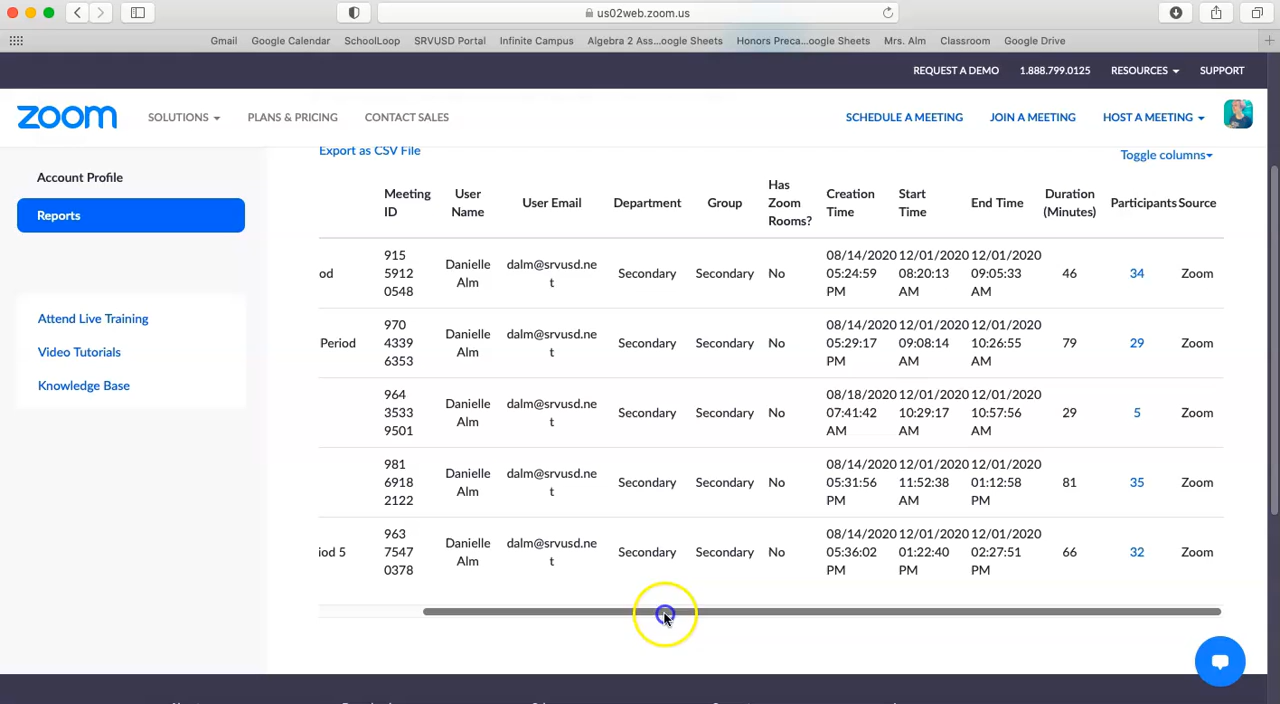 us02web.zoom.us
Gmail Google Calendar SchoolLoop SRVUSD Portal Infinite Campus Algebra 2 Ass...oogle Sheets Honors Preca...oogle Sheets Mrs. Alm Classroom Google Drive
REQUEST A DEMO 1.888.799.0125 RESOURCES SUPPORT
zoom SOLUTIONS PLANS & PRICING CONTACT SALES SCHEDULE A MEETING JOIN A MEETING HOST A MEETING
Account Profile
Reports
Attend Live Training
Video Tutorials
Knowledge Base
Export as CSV File Toggle columns
Meeting ID User Name User Email Department Group Has Zoom Rooms? Creation Time Start Time End Time Duration (Minutes) Participants Source
od 915 5912 0548 Danielle Alm dalm@srvusd.net Secondary Secondary No 08/14/2020 05:24:59 PM 12/01/2020 08:20:13 AM 12/01/2020 09:05:33 AM 46 34 Zoom
Period 970 4339 6353 Danielle Alm dalm@srvusd.net Secondary Secondary No 08/14/2020 05:29:17 PM 12/01/2020 09:08:14 AM 12/01/2020 10:26:55 AM 79 29 Zoom
964 3533 9501 Danielle Alm dalm@srvusd.net Secondary Secondary No 08/18/2020 07:41:42 AM 12/01/2020 10:29:17 AM 12/01/2020 10:57:56 AM 29 5 Zoom
981 6918 2122 Danielle Alm dalm@srvusd.net Secondary Secondary No 08/14/2020 05:31:56 PM 12/01/2020 11:52:38 AM 12/01/2020 01:12:58 PM 81 35 Zoom
iod 5 963 7547 0378 Danielle Alm dalm@srvusd.net Secondary Secondary No 08/14/2020 05:36:02 PM 12/01/2020 01:22:40 PM 12/01/2020 02:27:51 PM 66 32 Zoom